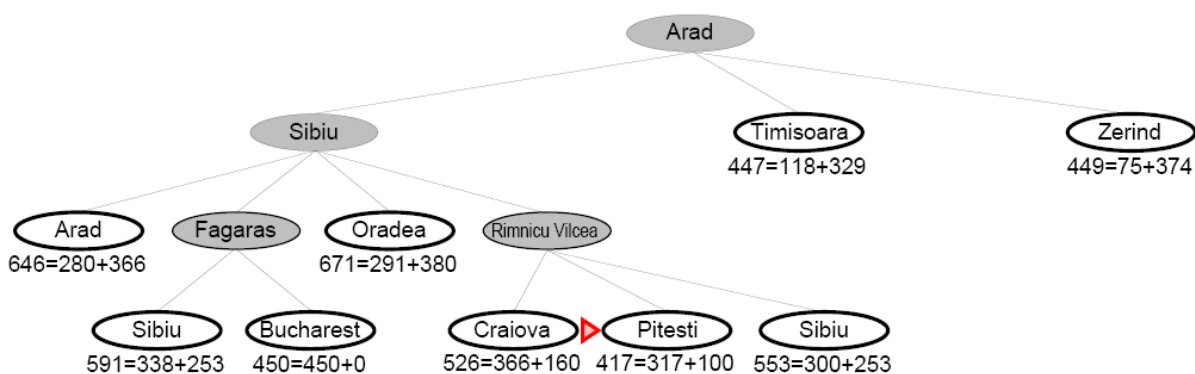 Arad
Sibiu
Timisoara
Zerind
447=118+329
449=75+374
Arad
Fagaras
Oradea
Rimnicu Vilcea
646=280+366
671=291+380
Sibiu
Bucharest
Craiova
Pitesti
Sibiu
591=338+253
450=450+0
526=366+160
417=317+100
553=300+253